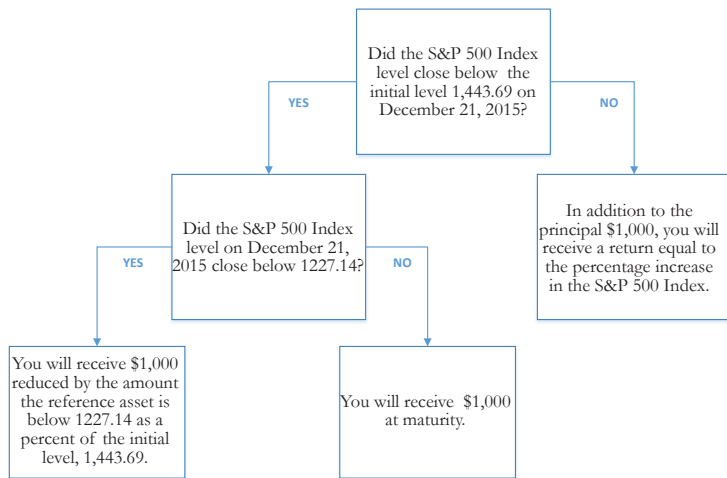 Did the S&P 500 Index
level close below the
initial level 1,443.69 on
December 21, 2015?
YES
NO
Did the S&P 500 Index
level on December 21,
2015 close below 1227.14?
In addition to the
principal $1,000, you will
receive a return equal to
the percentage increase
in the S&P 500 Index.
YES
NO
You will receive $1,000
reduced by the amount
the reference asset is
below 1227.14 as a
percent of the initial
level, 1,443.69.
You will receive $1,000
at maturity.